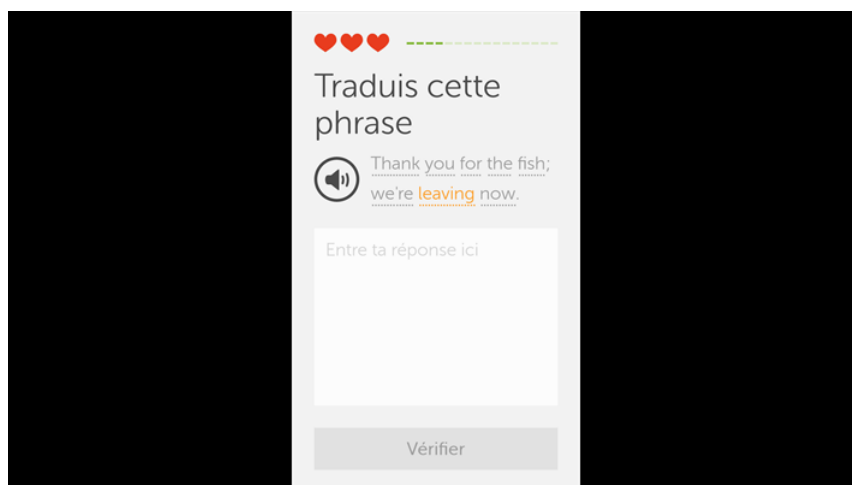 Traduis cette
phrase
Thank you for the fish;
we're leaving now.
Entre ta réponse ici
Vérifier